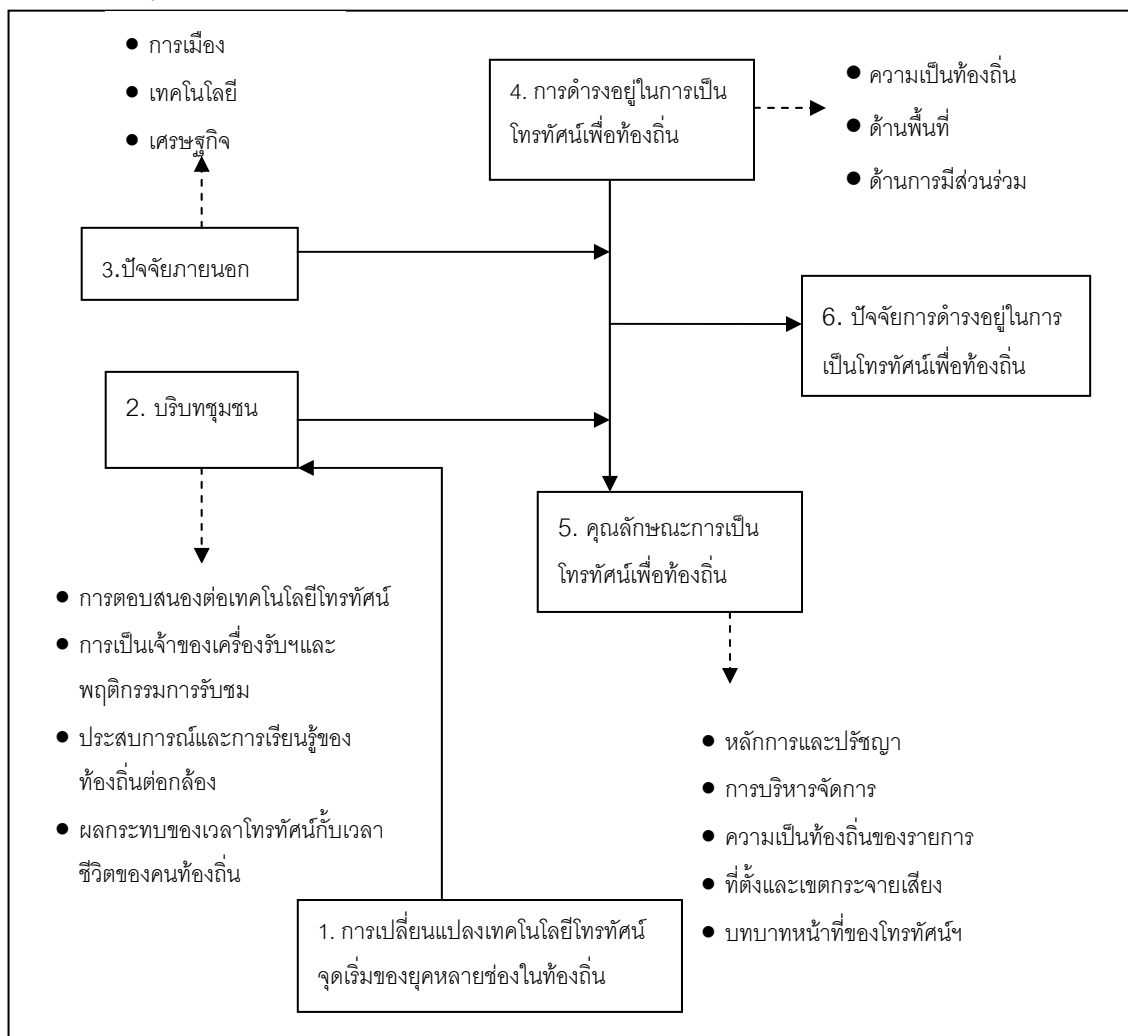 ● การเมือง
● เทคโนโลยี
● เศรษฐกิจ
4. การดำรงอยู่ในการเป็น
โทรทัศน์เพื่อท้องถิ่น
● ความเป็นท้องถิ่น
● ด้านพื้นที่
● ด้านการมีส่วนร่วม
3.ปัจจัยภายนอก
6. ปัจจัยการดำรงอยู่ในการ
เป็นโทรทัศน์เพื่อท้องถิ่น
2. บริบทชุมชน
5. คุณลักษณะการเป็น
โทรทัศน์เพื่อท้องถิ่น
● การตอบสนองต่อเทคโนโลยีโทรทัศน์
● การเป็นเจ้าของเครื่องรับฯและ
พฤติกรรมการรับชม
● ประสบการณ์และการเรียนรู้ของ
ท้องถิ่นต่อกล้อง
● ผลกระทบของเวลาโทรทัศน์กั้บเวลา
ชีวิตของคนท้องถิ่น
● หลักการและปรัชญา
● การบริหารจัดการ
● ความเป็นท้องถิ่นของรายการ
● ที่ตั้งและเขตกระจายเสียง
● บทบาทหน้าที่ของโทรทัศน์ฯ
1. การเปลี่ยนแปลงเทคโนโลยีโทรทัศน์
จุดเริ่มของยุคหลายช่องในท้องถิ่น